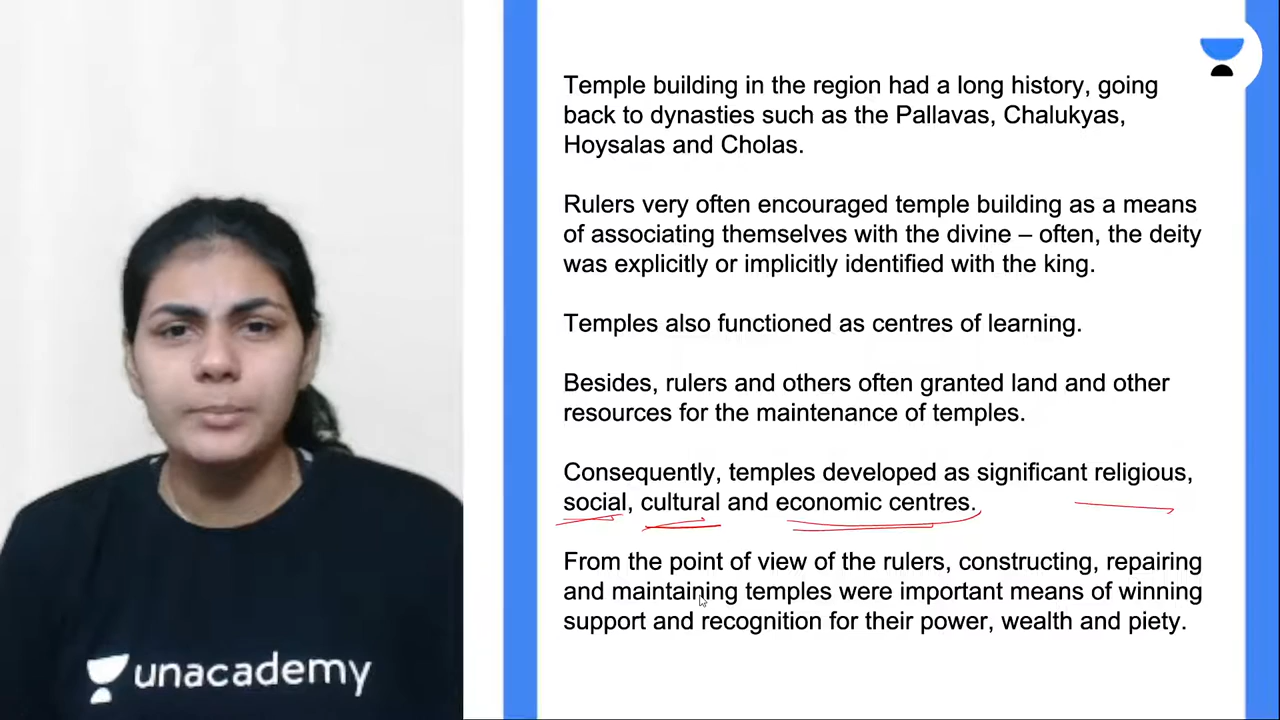 Temple building in the region had a long history, going
back to dynasties such as the Pallavas, Chalukyas,
Hoysalas and Cholas.
Rulers very often encouraged temple building as a means
of associating themselves with the divine – often, the deity
was explicitly or implicitly identified with the king.
Temples also functioned as centres of learning.
Besides, rulers and others often granted land and other
resources for the maintenance of temples.
Consequently, temples developed as significant religious,
social, cultural and economic centres.
From the point of view of the rulers, constructing, repairing
and maintaining temples were important means of winning
support and recognition for their power, wealth and piety.
unacademy